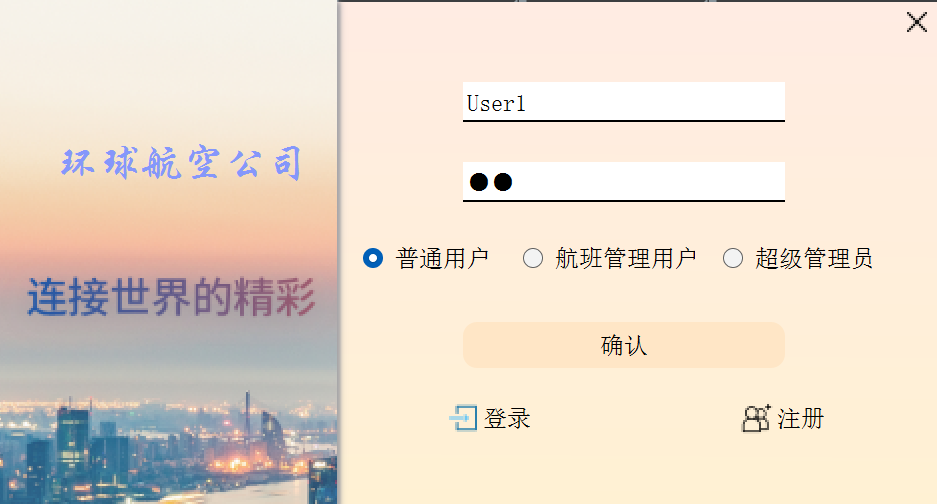 环球航空公司
连接世界的精彩
User1
●●
普通用户 航班管理用户 超级管理员
确认
登录 注册